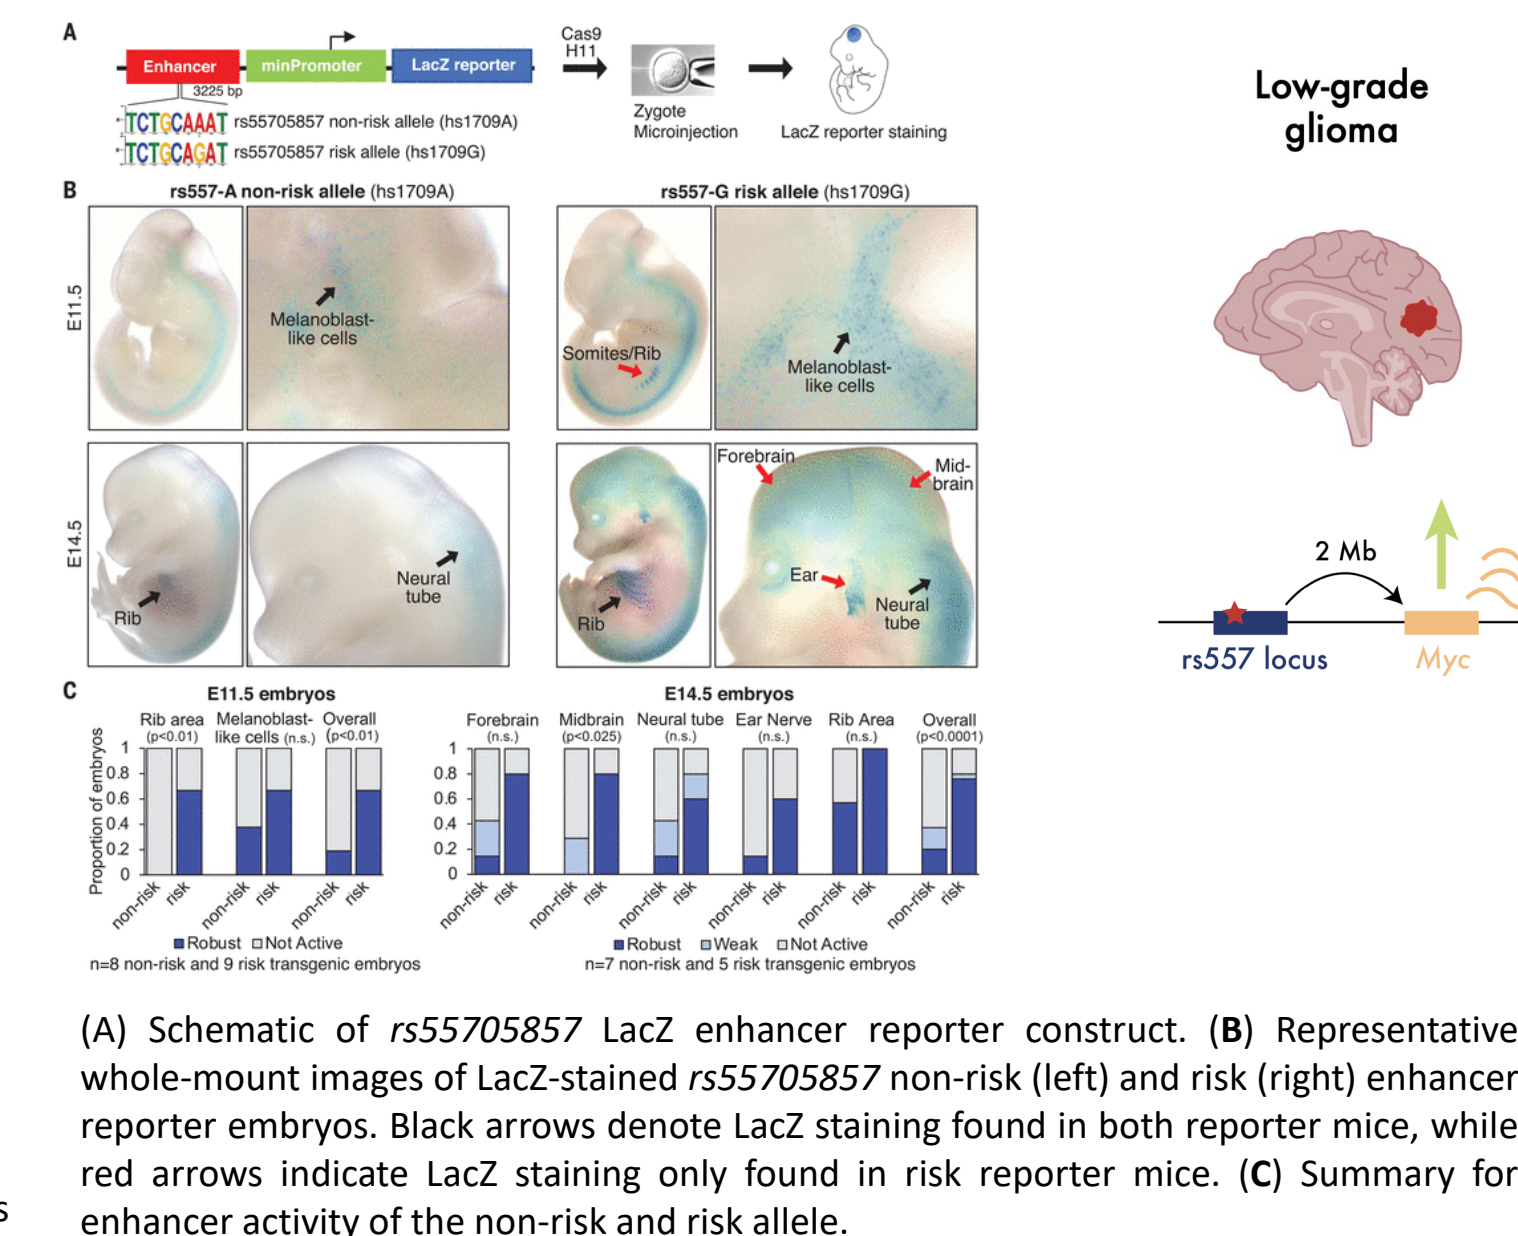 A
Enhancer
minPromoter
LacZ reporter
3225 bp
TCTGCAAAT rs55705857 non-risk allele (hs1709A)
TCTGCAGAT rs55705857 risk allele (hs1709G)
Cas9
H11
Zygote
Microinjection
LacZ reporter staining
B
rs557-A non-risk allele (hs1709A)
rs557-G risk allele (hs1709G)
E11.5
Melanoblast-
like cells
Somites/Rib
Melanoblast-
like cells
E14.5
Rib
Neural
tube
Rib
Forebrain
Mid-
brain
Ear
Neural
tube
C
E11.5 embryos
Rib area
(p<0.01)
Melanoblast-
like cells (n.s.)
Overall
(p<0.01)
Proportion of embryos
1
0.8
0.6
0.4
0.2
0
non-risk
risk
non-risk
risk
non-risk
risk
Robust
Not Active
n=8 non-risk and 9 risk transgenic embryos
E14.5 embryos
Forebrain
(n.s.)
Midbrain
(p<0.025)
Neural tube
(n.s.)
Ear Nerve
(n.s.)
Rib Area
(n.s.)
Overall
(p<0.0001)
1
0.8
0.6
0.4
0.2
0
non-risk
risk
non-risk
risk
non-risk
risk
non-risk
risk
non-risk
risk
non-risk
risk
Robust
Weak
Not Active
n=7 non-risk and 5 risk transgenic embryos
Low-grade
glioma
2 Mb
rs557 locus
Myc
(A) Schematic of rs55705857 LacZ enhancer reporter construct. (B) Representative
whole-mount images of LacZ-stained rs55705857 non-risk (left) and risk (right) enhancer
reporter embryos. Black arrows denote LacZ staining found in both reporter mice, while
red arrows indicate LacZ staining only found in risk reporter mice. (C) Summary for
enhancer activity of the non-risk and risk allele.
s